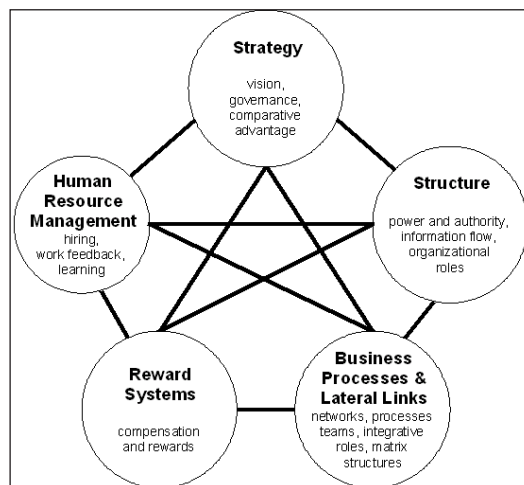 Strategy
vision,
governance,
comparative
advantage
Human
Resource
Management
hiring,
work feedback,
learning
Structure
power and authority,
information flow,
organizational
roles
Reward
Systems
compensation
and rewards
Business
Processes &
Lateral Links
networks, processes
teams, integrative
roles, matrix
structures